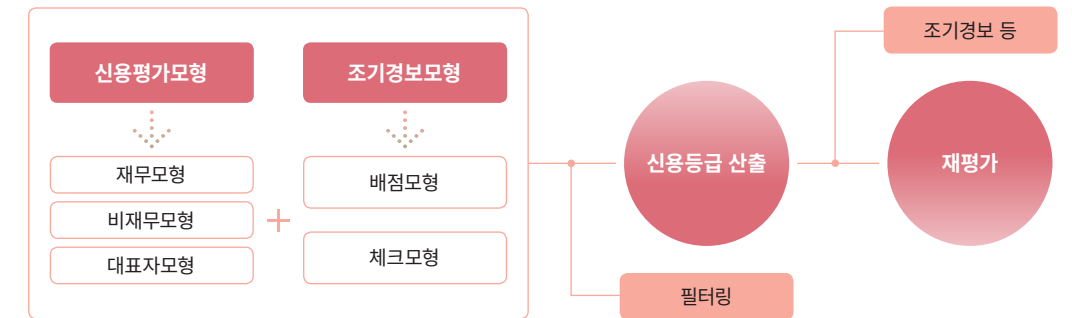 신용평가모형
재무모형
비재무모형
대표자모형
+
조기경보모형
배점모형
체크모형
필터링
신용등급 산출
조기경보 등
재평가